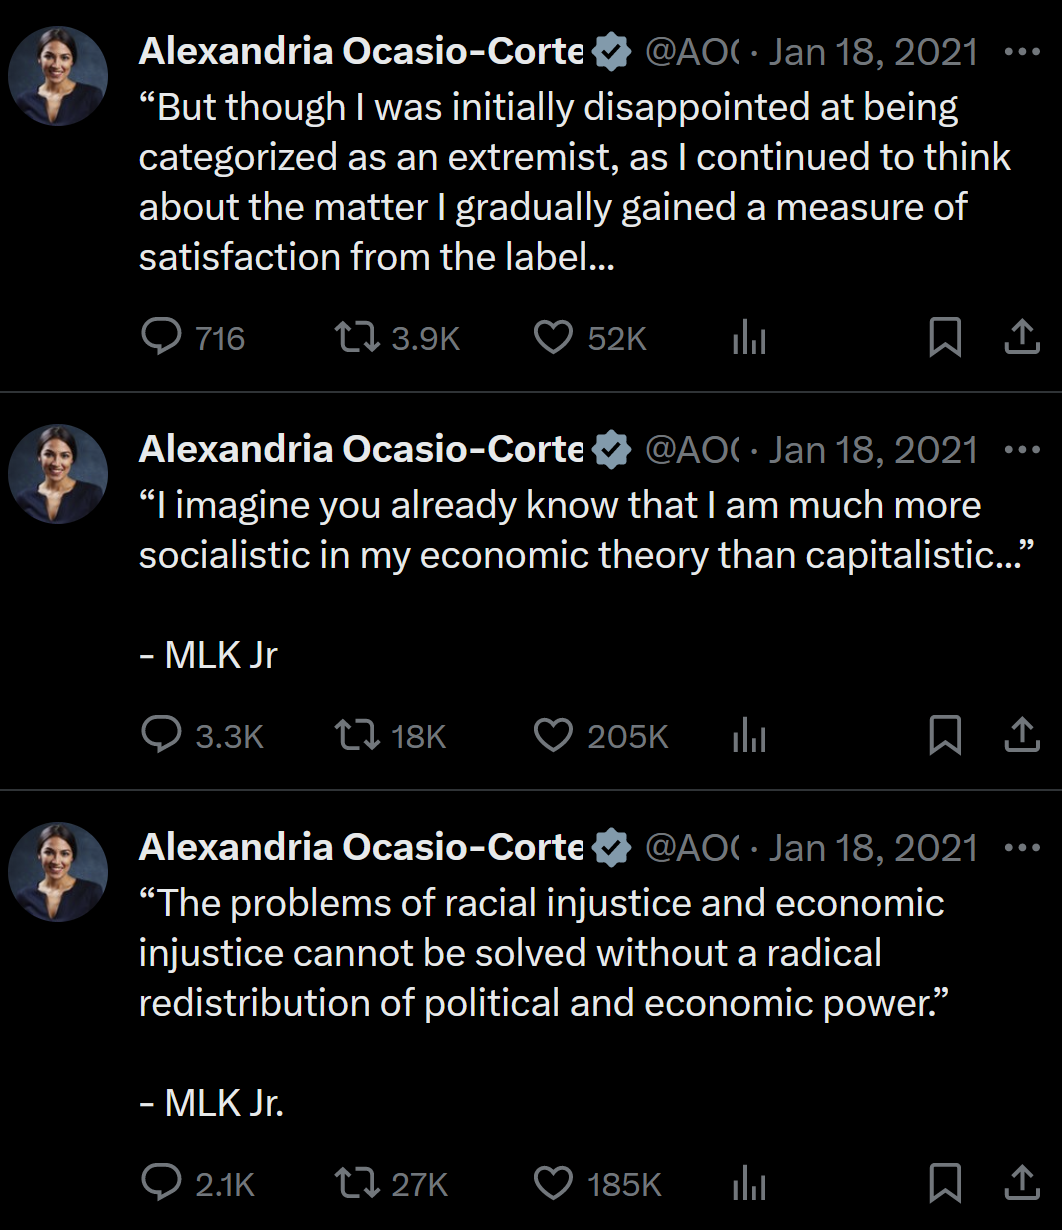 Alexandria Ocasio-Corte @AOC · Jan 18, 2021
“But though I was initially disappointed at being
categorized as an extremist, as I continued to think
about the matter I gradually gained a measure of
satisfaction from the label...
716 3.9K 52K
Alexandria Ocasio-Corte @AOC · Jan 18, 2021
“I imagine you already know that I am much more
socialistic in my economic theory than capitalistic...”
- MLK Jr
3.3K 18K 205K
Alexandria Ocasio-Corte @AOC · Jan 18, 2021
“The problems of racial injustice and economic
injustice cannot be solved without a radical
redistribution of political and economic power.”
- MLK Jr.
2.1K 27K 185K